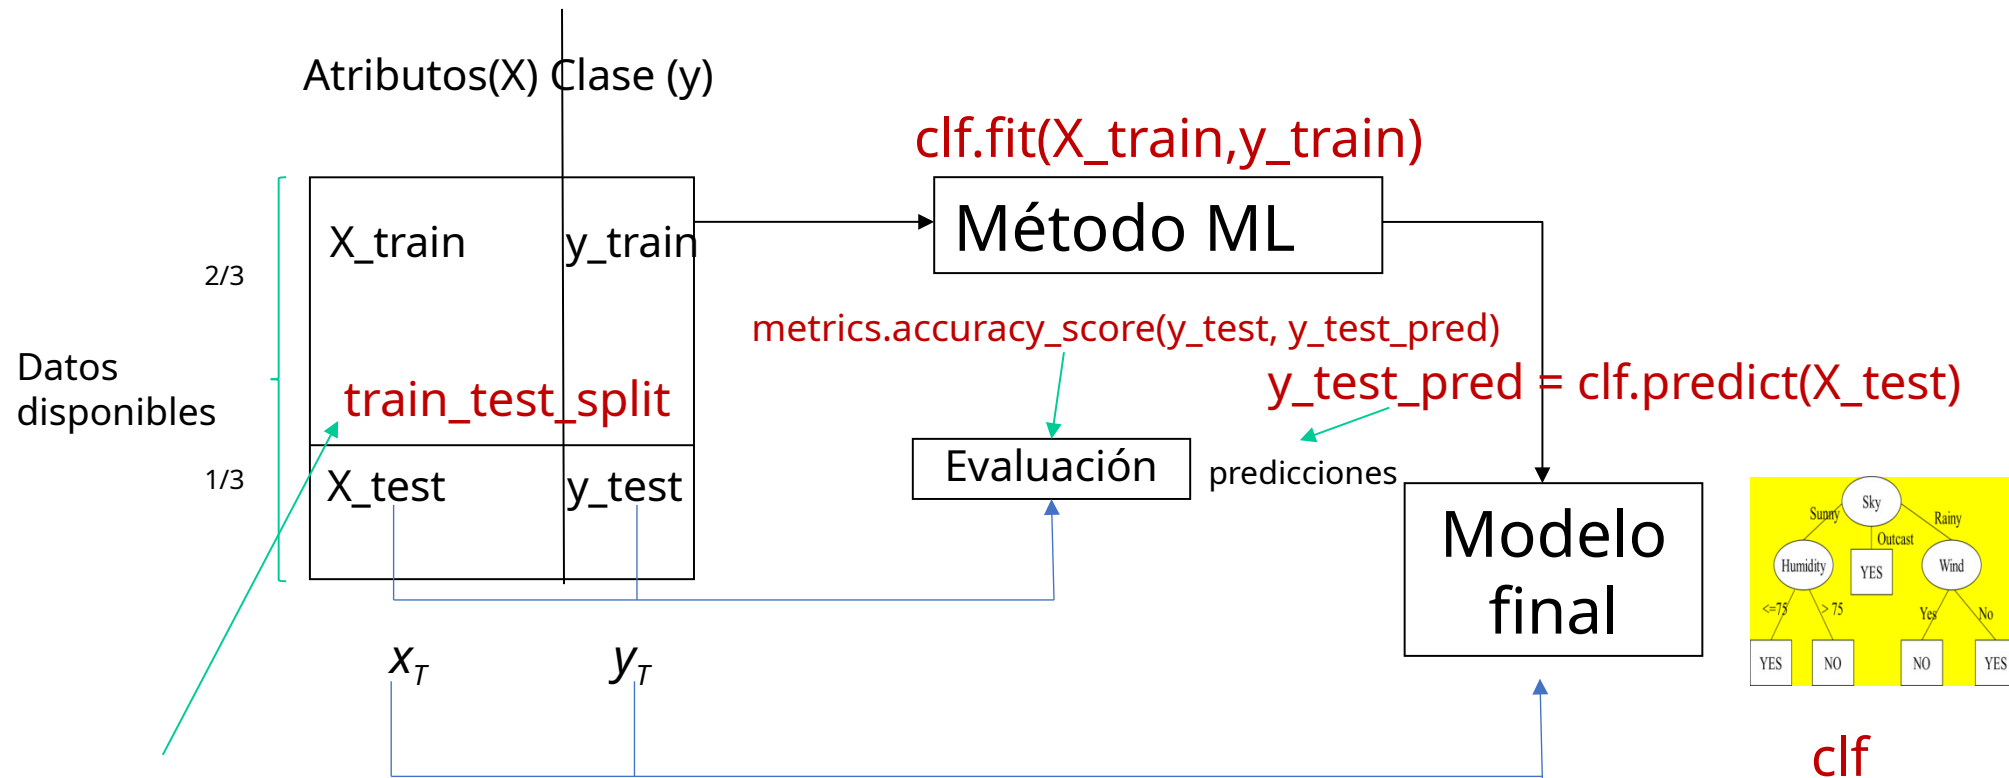 Atributos(X) Clase (y)
clf.fit(X_train,y_train)
X_train
y_train
Método ML
2/3
metrics.accuracy_score(y_test, y_test_pred)
Datos
disponibles
train_test_split
y_test_pred = clf.predict(X_test)
1/3
X_test
y_test
Evaluación
predicciones
Modelo
final
Sky
Sunny
Rainy
Outcast
Humidity
YES
Wind
<=75
> 75
Yes
No
YES
NO
NO
YES
x_T
y_T
clf